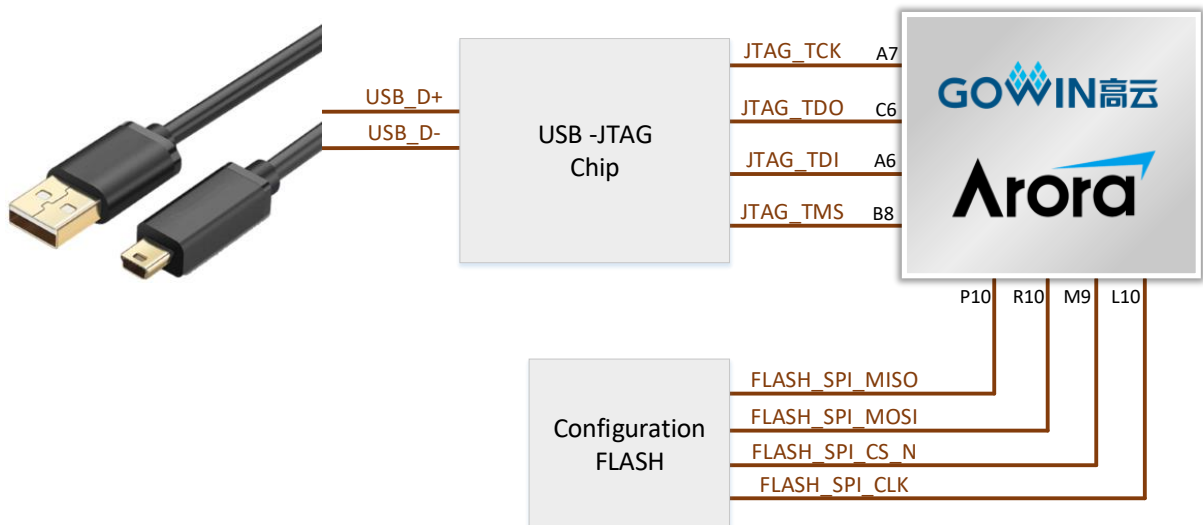 JTAG_TCK A7
USB_D+
JTAG_TDO C6
USB_D-
USB -JTAG
Chip
JTAG_TDI A6
JTAG_TMS B8
GOWIN高云
Arora
P10 R10 M9 L10
FLASH_SPI_MISO
FLASH_SPI_MOSI
Configuration
FLASH
FLASH_SPI_CS_N
FLASH_SPI_CLK